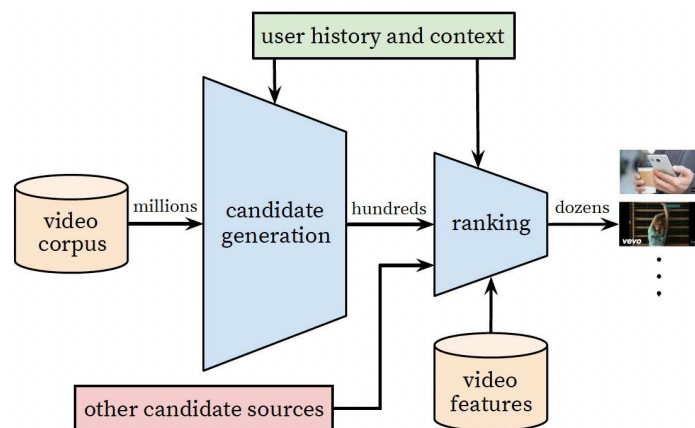 user history and context
millions
video
corpus
candidate
generation
hundreds
ranking
dozens
vevo
other candidate sources
video
features